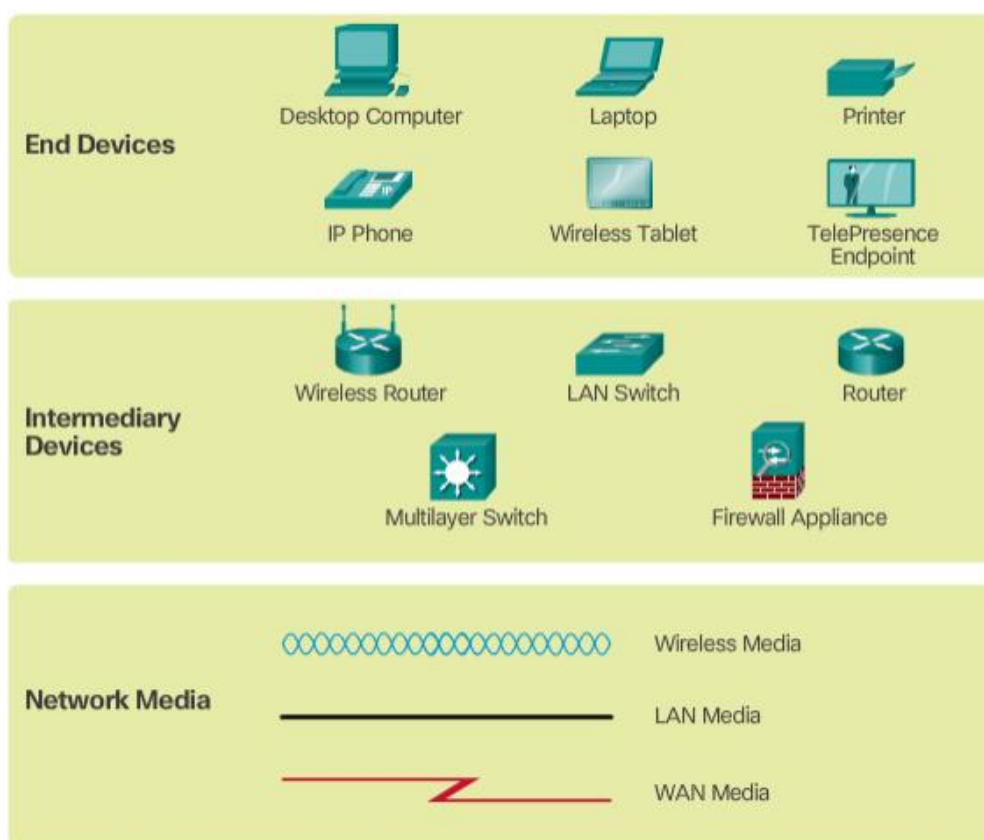 Desktop Computer
Laptop
Printer
End Devices
IP
IP Phone
Wireless Tablet
TelePresence
Endpoint
Wireless Router
LAN Switch
Router
Intermediary
Devices
Multilayer Switch
Firewall Appliance
Wireless Media
Network Media
LAN Media
WAN Media